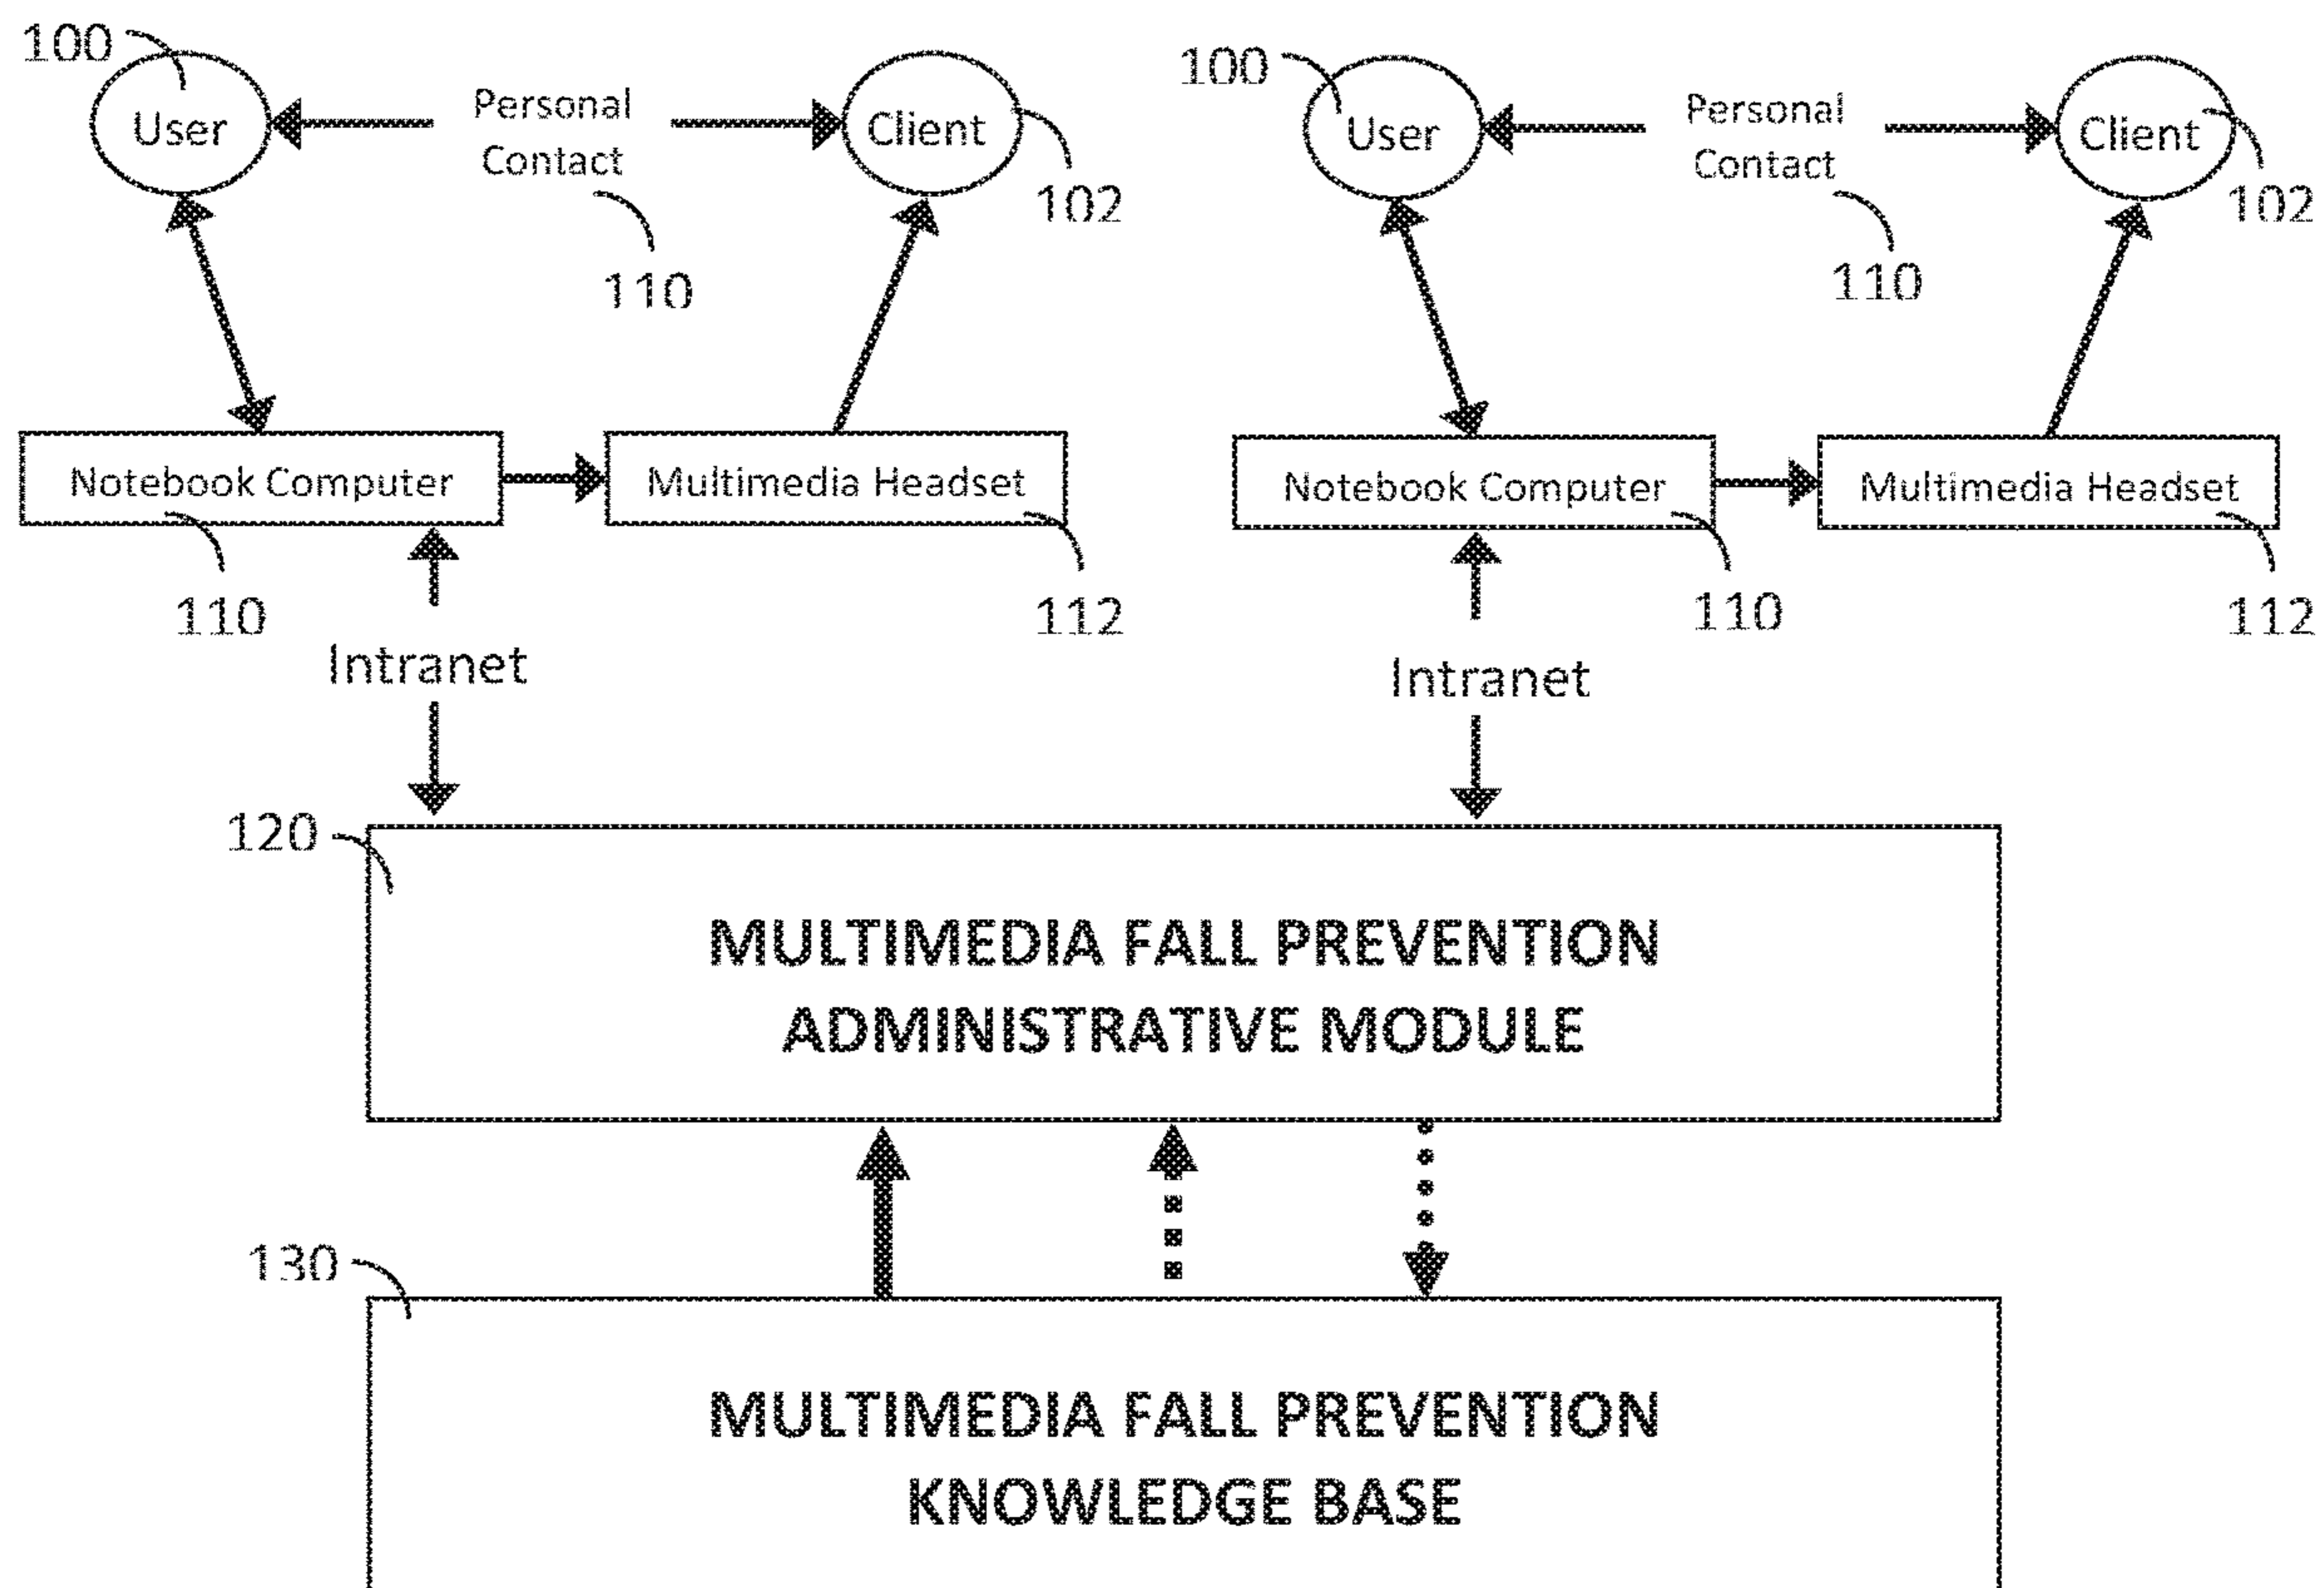 100
User
Personal
Contact
110
Client
102
100
User
Personal
Contact
110
Client
102
Notebook Computer
110
Multimedia Headset
112
Notebook Computer
110
Multimedia Headset
112
Intranet
Intranet
120
MULTIMEDIA FALL PREVENTION
ADMINISTRATIVE MODULE
130
MULTIMEDIA FALL PREVENTION
KNOWLEDGE BASE